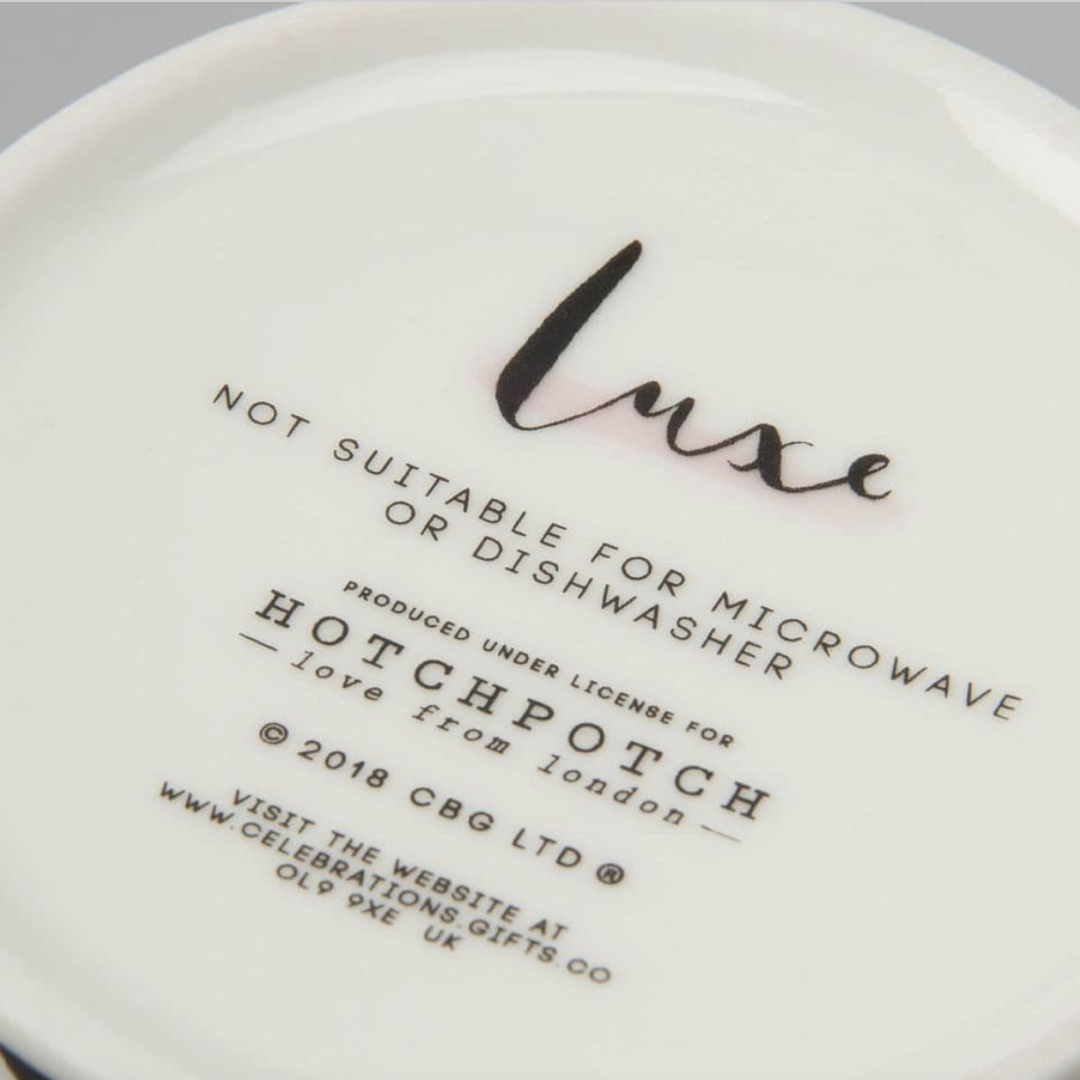 luxe
NOT SUITABLE FOR MICROWAVE
OR DISHWASHER
PRODUCED UNDER LICENSE FOR
HOTCHPOTCH
— love from london —
© 2018 CBG LTD ®
VISIT THE WEBSITE AT
WWW.CELEBRATIONS.GIFTS.CO
OL9 9XE UK